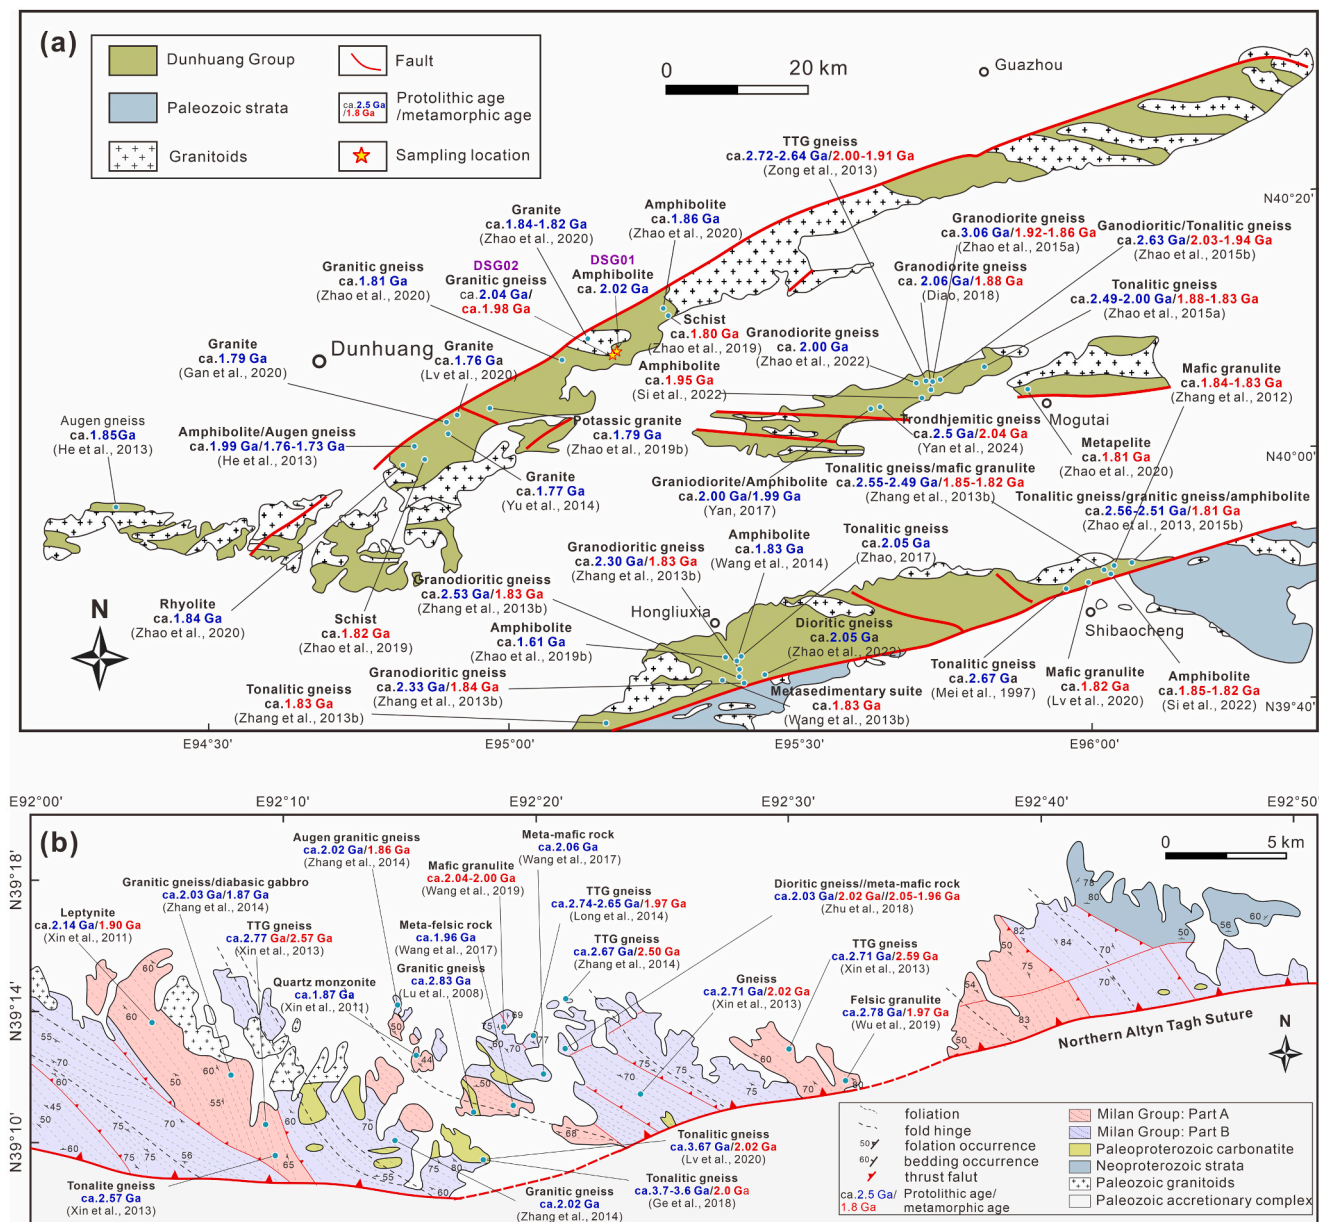 (a)
Dunhuang Group
Paleozoic strata
Granitoids
Fault
ca.2.5 Ga
/1.8 Ga
Protolithic age
/metamorphic age
Sampling location
0
20 km
Guazhou
N40°20'
N40°00'
N39°40'
TTG gneiss
ca.2.72-2.64 Ga/2.00-1.91 Ga
(Zong et al., 2013)
Granite
ca.1.84-1.82 Ga
(Zhao et al., 2020)
Amphibolite
ca.1.86 Ga
(Zhao et al., 2020)
Granodiorite gneiss
ca.3.06 Ga/1.92-1.86 Ga
(Zhao et al., 2015a)
Ganodioritic/Tonalitic gneiss
ca.2.63 Ga/2.03-1.94 Ga
(Zhao et al., 2015b)
Granitic gneiss
ca.1.81 Ga
(Zhao et al., 2020)
DSG02
Granitic gneiss
ca.2.04 Ga/
ca.1.98 Ga
DSG01
Amphibolite
ca. 2.02 Ga
Granodiorite gneiss
ca.2.06 Ga/1.88 Ga
(Diao, 2018)
Tonalitic gneiss
ca.2.49-2.00 Ga/1.88-1.83 Ga
(Zhao et al., 2015a)
Schist
ca.1.80 Ga
(Zhao et al., 2019)
Granodiorite gneiss
ca. 2.00 Ga
(Zhao et al., 2022)
Granite
ca.1.79 Ga
(Gan et al., 2020)
Dunhuang
Granite
ca.1.76 Ga
(Lv et al., 2020)
Amphibolite
ca.1.95 Ga
(Si et al., 2022)
Mafic granulite
ca.1.84-1.83 Ga
(Zhang et al., 2012)
Mogutai
Augen gneiss
ca.1.85Ga
(He et al., 2013)
Amphibolite/Augen gneiss
ca.1.99 Ga/1.76-1.73 Ga
(He et al., 2013)
Potassic granite
ca.1.79 Ga
(Zhao et al., 2019b)
Trondhjemitic gneiss
ca.2.5 Ga/2.04 Ga
(Yan et al., 2024)
Metapelite
ca.1.81 Ga
(Zhao et al., 2020)
Granite
ca.1.77 Ga
(Yu et al., 2014)
Graniodiorite/Amphibolite
ca.2.00 Ga/1.99 Ga
(Yan, 2017)
Tonalitic gneiss/mafic granulite
ca.2.55-2.49 Ga/1.85-1.82 Ga
(Zhang et al., 2013b)
Tonalitic gneiss/granitic gneiss/amphibolite
ca.2.56-2.51 Ga/1.81 Ga
(Zhao et al., 2013, 2015b)
Granodioritic gneiss
ca.2.30 Ga/1.83 Ga
(Zhang et al., 2013b)
Amphibolite
ca.1.83 Ga
(Wang et al., 2014)
Tonalitic gneiss
ca.2.05 Ga
(Zhao, 2017)
Granodioritic gneiss
ca.2.53 Ga/1.83 Ga
(Zhang et al., 2013b)
N
Rhyolite
ca.1.84 Ga
(Zhao et al., 2020)
Schist
ca.1.82 Ga
(Zhao et al., 2019)
Hongliuxia
Amphibolite
ca.1.61 Ga
(Zhao et al., 2019b)
Dioritic gneiss
ca.2.05 Ga
(Zhao et al., 2022)
Shibaocheng
Tonalitic gneiss
ca.1.83 Ga
(Zhang et al., 2013b)
Granodioritic gneiss
ca.2.33 Ga/1.84 Ga
(Zhang et al., 2013b)
Metasedimentary suite
ca.1.83 Ga
(Wang et al., 2013b)
Tonalitic gneiss
ca.2.67 Ga
(Mei et al., 1997)
Mafic granulite
ca.1.82 Ga
(Lv et al., 2020)
Amphibolite
ca.1.85-1.82 Ga
(Si et al., 2022)
E94°30'
E95°00'
E95°30'
E96°00'
E92°00'
E92°10'
E92°20'
E92°30'
E92°40'
E92°50'
(b)
0
5 km
N39°18'
N39°14'
N39°10'
Augen granitic gneiss
ca.2.02 Ga/1.86 Ga
(Zhang et al., 2014)
Meta-mafic rock
ca.2.06 Ga
(Wang et al., 2017)
Mafic granulite
ca.2.04-2.00 Ga
(Wang et al., 2019)
Granitic gneiss/diabasic gabbro
ca.2.03 Ga/1.87 Ga
(Zhang et al., 2014)
TTG gneiss
ca.2.74-2.65 Ga/1.97 Ga
(Long et al., 2014)
Dioritic gneiss//meta-mafic rock
ca.2.03 Ga/2.02 Ga//2.05-1.96 Ga
(Zhu et al., 2018)
Leptynite
ca.2.14 Ga/1.90 Ga
(Xin et al., 2011)
TTG gneiss
ca.2.77 Ga/2.57 Ga
(Xin et al., 2013)
Meta-felsic rock
ca.1.96 Ga
(Wang et al., 2017)
TTG gneiss
ca.2.67 Ga/2.50 Ga
(Zhang et al., 2014)
TTG gneiss
ca.2.71 Ga/2.59 Ga
(Xin et al., 2013)
Quartz monzonite
ca.1.87 Ga
(Xin et al., 2011)
Granitic gneiss
ca.2.83 Ga
(Lu et al., 2008)
Gneiss
ca.2.71 Ga/2.02 Ga
(Xin et al., 2013)
Felsic granulite
ca.2.78 Ga/1.97 Ga
(Wu et al., 2019)
Northern Altyn Tagh Suture
N
Tonalite gneiss
ca.2.57 Ga
(Xin et al., 2013)
Granitic gneiss
ca.2.02 Ga
(Zhang et al., 2014)
Tonalitic gneiss
ca.3.67 Ga/2.02 Ga
(Lv et al., 2020)
Tonalitic gneiss
ca.3.7-3.6 Ga/2.0 Ga
(Ge et al., 2018)
foliation
fold hinge
50 folation occurrence
60 bedding occurrence
thrust falut
ca.2.5 Ga/
1.8 Ga
Protolithic age/
metamorphic age
Milan Group: Part A
Milan Group: Part B
Paleoproterozoic carbonatite
Neoproterozoic strata
Paleozoic granitoids
Paleozoic accretionary complex